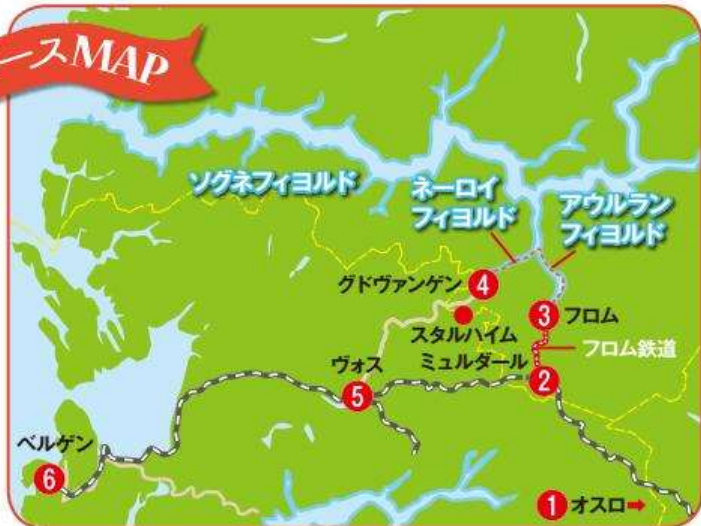 ースMAP
ソグネフィヨルド
ネーロイ
フィヨルド
アウルラン
フィヨルド
グドヴァンゲン
4
スタルハイム
3 フロム
フロム鉄道
ミュルダール
2
ヴォス
5
ベルゲン
6
1 オスロ➡